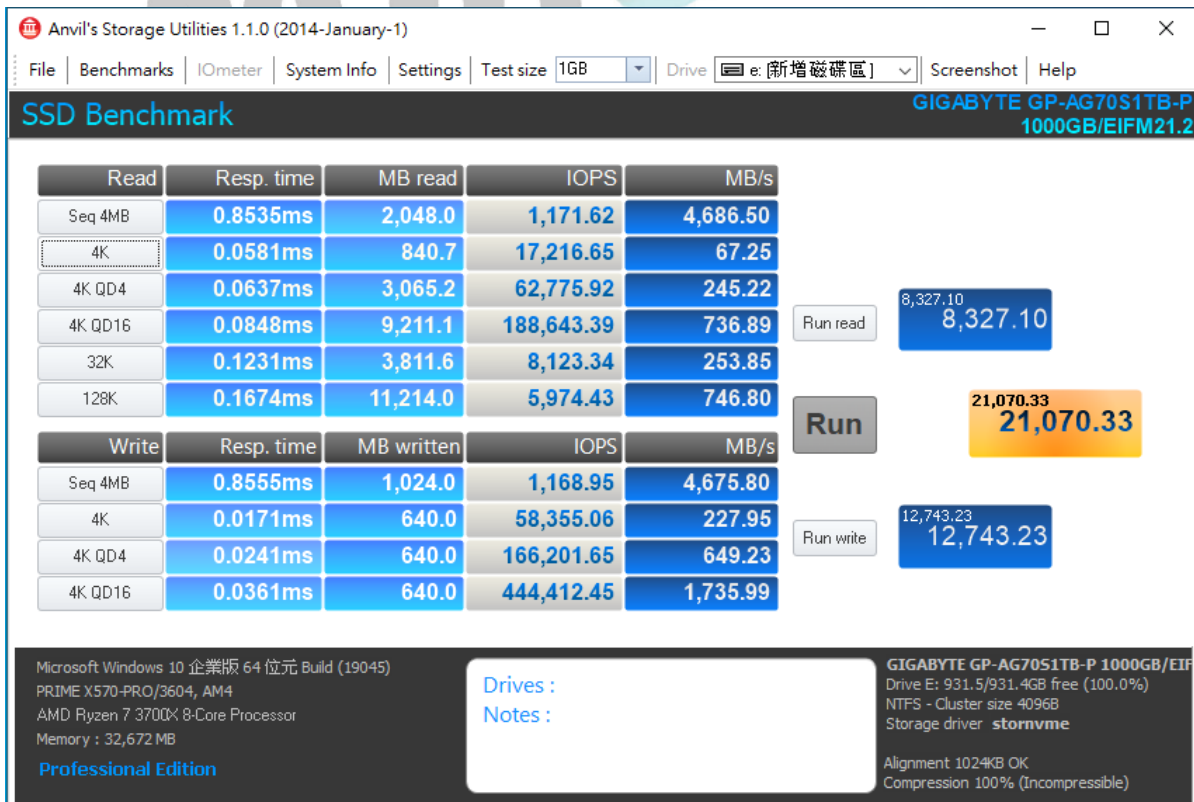 Anvil's Storage Utilities 1.1.0 (2014-January-1)
File Benchmarks IOmeter System Info Settings Test size 1GB Drive e: [新增磁碟區] Screenshot Help
SSD Benchmark
GIGABYTE GP-AG70S1TB-P
1000GB/EIFM21.2
Read Resp. time MB read IOPS MB/s
Seq 4MB 0.8535ms 2,048.0 1,171.62 4,686.50
4K 0.0581ms 840.7 17,216.65 67.25
4K QD4 0.0637ms 3,065.2 62,775.92 245.22
4K QD16 0.0848ms 9,211.1 188,643.39 736.89
32K 0.1231ms 3,811.6 8,123.34 253.85
128K 0.1674ms 11,214.0 5,974.43 746.80
Run read
8,327.10
8,327.10
Run
21,070.33
21,070.33
Write Resp. time MB written IOPS MB/s
Seq 4MB 0.8555ms 1,024.0 1,168.95 4,675.80
4K 0.0171ms 640.0 58,355.06 227.95
4K QD4 0.0241ms 640.0 166,201.65 649.23
4K QD16 0.0361ms 640.0 444,412.45 1,735.99
Run write
12,743.23
12,743.23
Microsoft Windows 10 企業版 64 位元 Build (19045)
PRIME X570-PRO/3604, AM4
AMD Ryzen 7 3700X 8-Core Processor
Memory : 32,672 MB
Professional Edition
Drives :
Notes :
GIGABYTE GP-AG70S1TB-P 1000GB/EIF
Drive E: 931.5/931.4GB free (100.0%)
NTFS - Cluster size 4096B
Storage driver stornvme
Alignment 1024KB OK
Compression 100% (Incompressible)